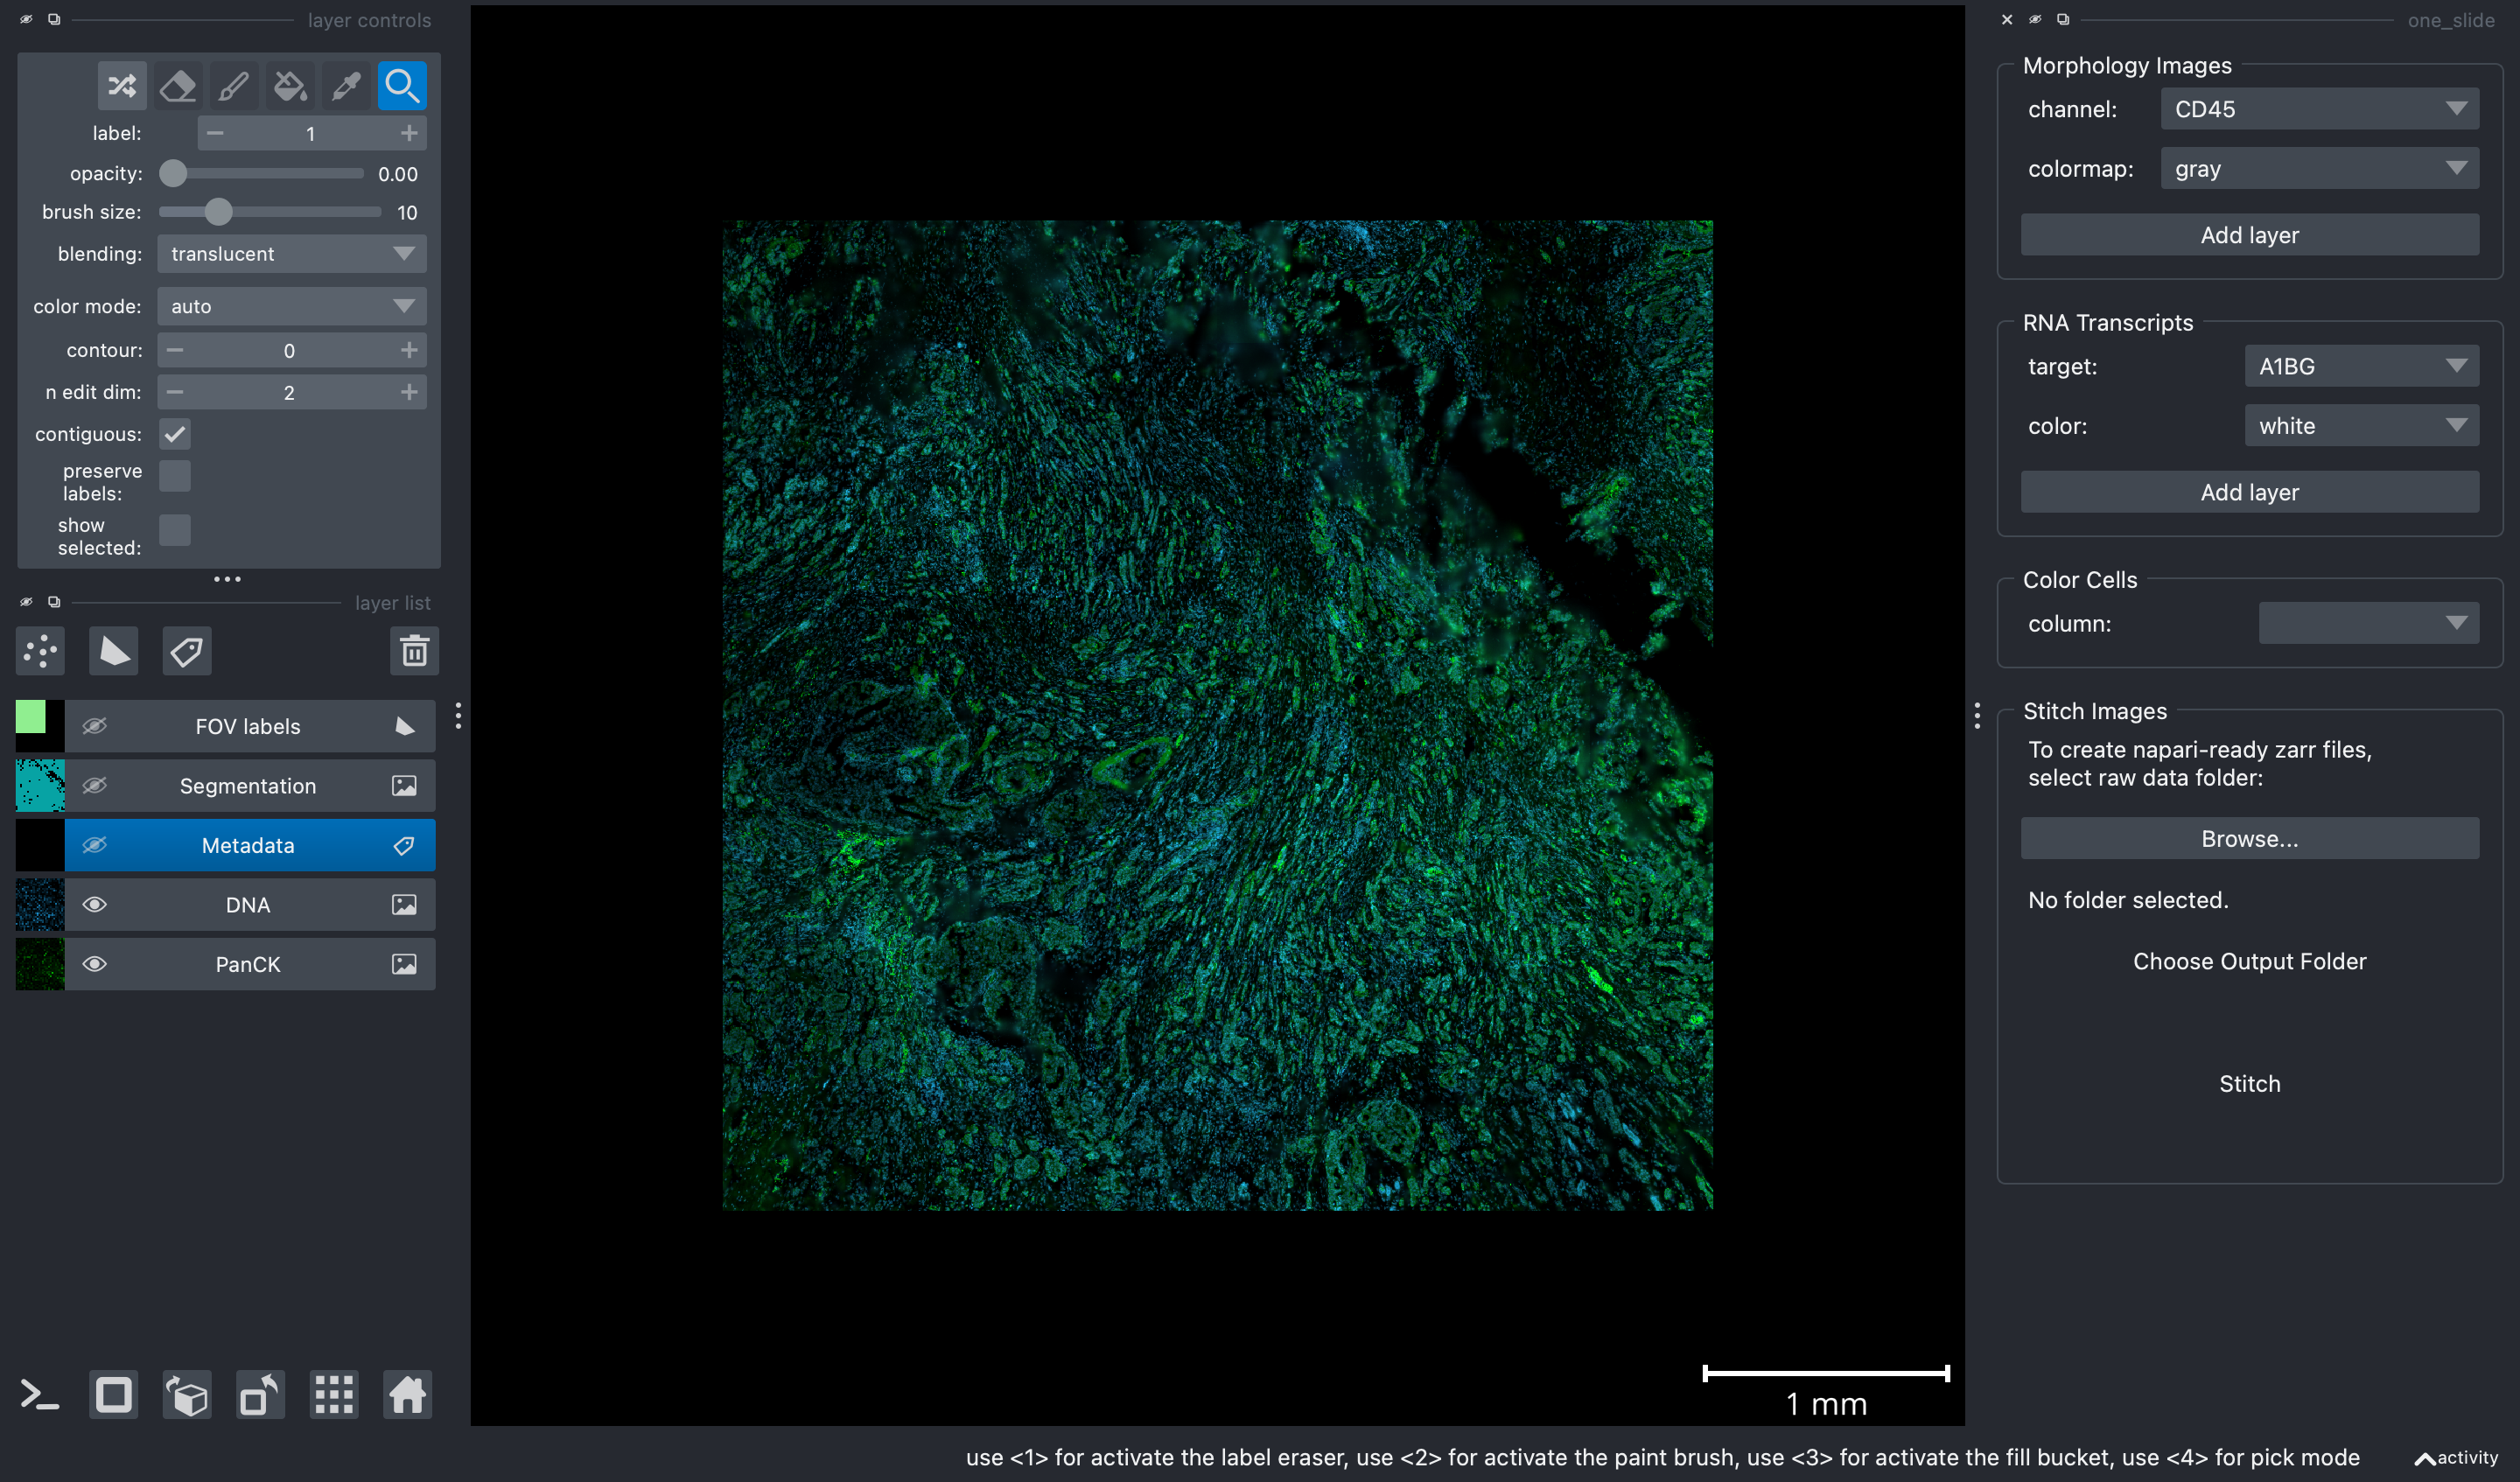 layer controls
label:
1
opacity:
0.00
brush size:
10
blending:
translucent
color mode:
auto
contour:
0
n edit dim:
2
contiguous:
preserve
labels:
show
selected:
layer list
FOV labels
Segmentation
Metadata
DNA
PanCK
1 mm
one_slide
Morphology Images
channel:
CD45
colormap:
gray
Add layer
RNA Transcripts
target:
A1BG
color:
white
Add layer
Color Cells
column:
Stitch Images
To create napari-ready zarr files,
select raw data folder:
Browse...
No folder selected.
Choose Output Folder
Stitch
use <1> for activate the label eraser, use <2> for activate the paint brush, use <3> for activate the fill bucket, use <4> for pick mode
activity